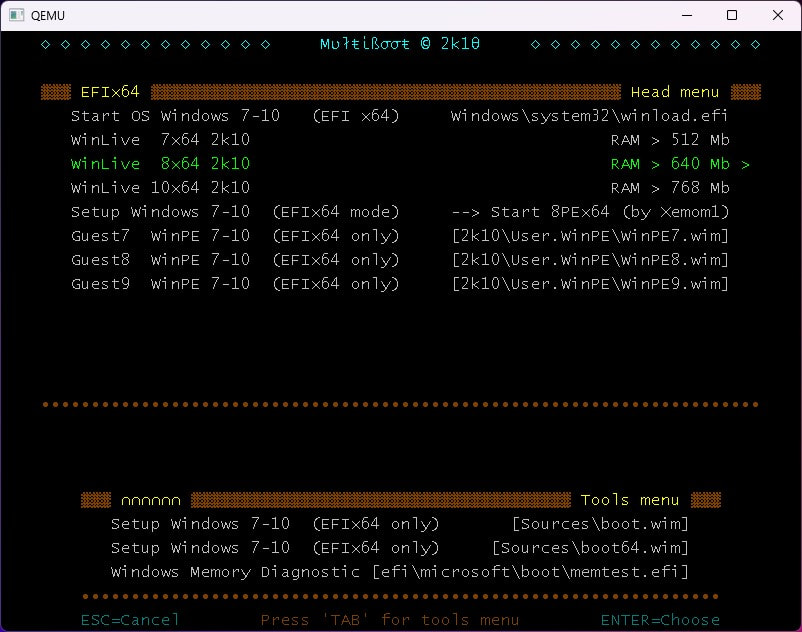 QEMU
Mułtißσσŧ © 2k10
EFIx64 Head menu
Start OS Windows 7-10 (EFI x64) Windows\system32\winload.efi
WinLive 7x64 2k10 RAM > 512 Mb
WinLive 8x64 2k10 RAM > 640 Mb >
WinLive 10x64 2k10 RAM > 768 Mb
Setup Windows 7-10 (EFIx64 mode) --> Start 8PEx64 (by Xemom1)
Guest7 WinPE 7-10 (EFIx64 only) [2k10\User.WinPE\WinPE7.wim]
Guest8 WinPE 7-10 (EFIx64 only) [2k10\User.WinPE\WinPE8.wim]
Guest9 WinPE 7-10 (EFIx64 only) [2k10\User.WinPE\WinPE9.wim]
∩∩∩∩∩∩ Tools menu
Setup Windows 7-10 (EFIx64 only) [Sources\boot.wim]
Setup Windows 7-10 (EFIx64 only) [Sources\boot64.wim]
Windows Memory Diagnostic [efi\microsoft\boot\memtest.efi]
ESC=Cancel Press 'TAB' for tools menu ENTER=Choose